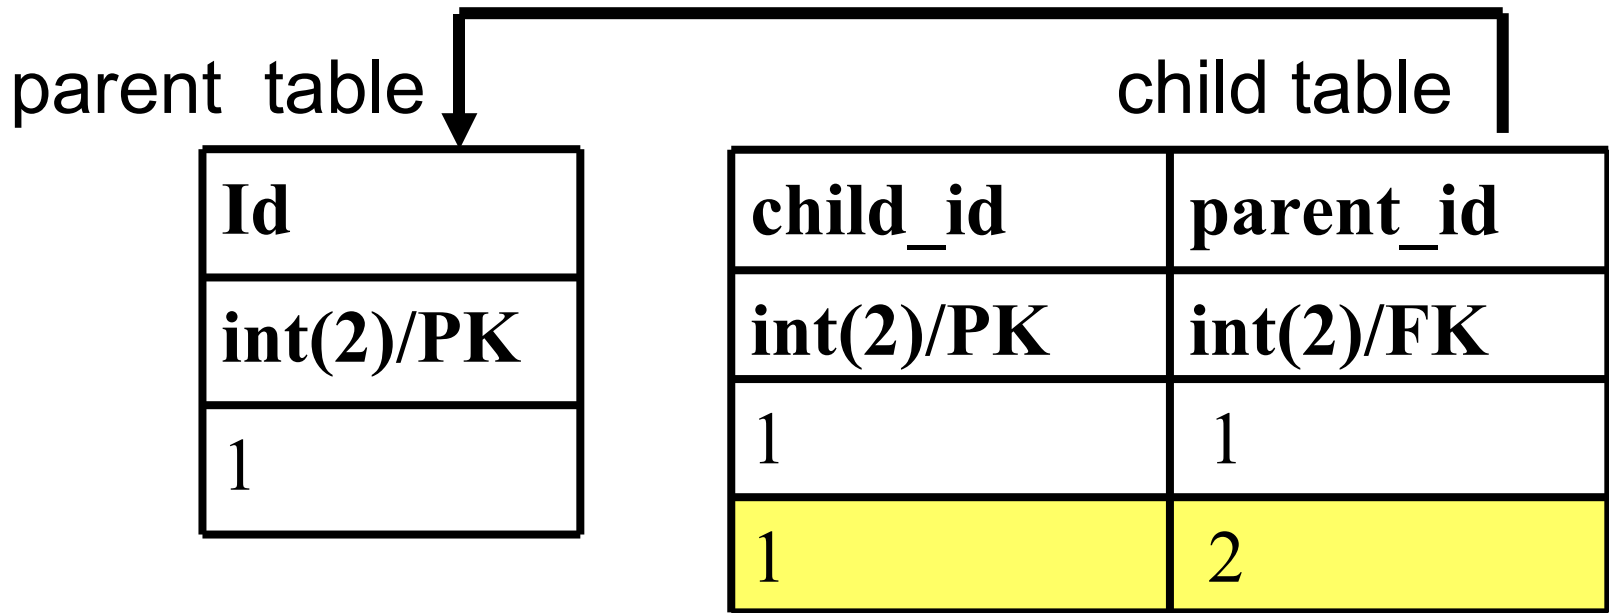 parent table
child table
Id
int(2)/PK
1
child_id parent_id
int(2)/PK int(2)/FK
1 1
1 2